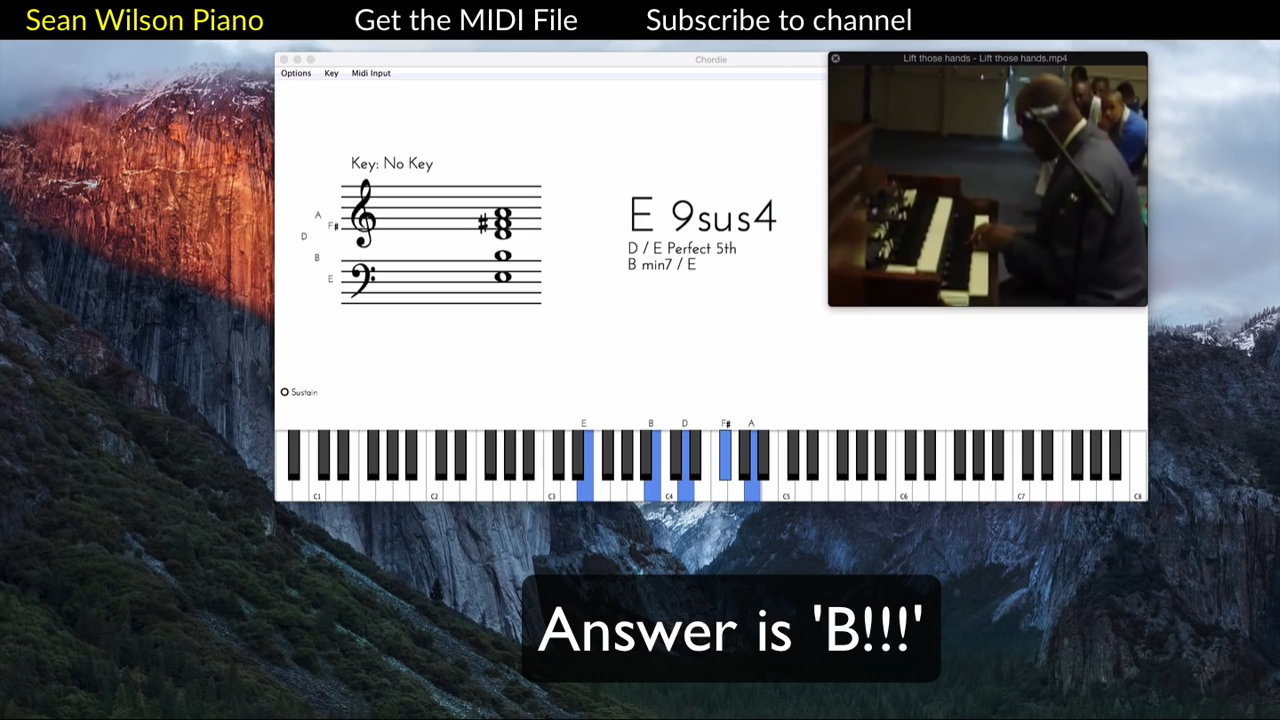 Sean Wilson Piano Get the MIDI File Subscribe to channel
Chordie
Lift those hands - Lift those hands.mp4
Options Key Midi Input
Key: No Key
A
F#
D
B
E
E 9sus4
D / E Perfect 5th
B min7 / E
Sustain
E B D F# A
C1 C2 C3 C4 C5 C6 C7 C8
Answer is 'B!!!'